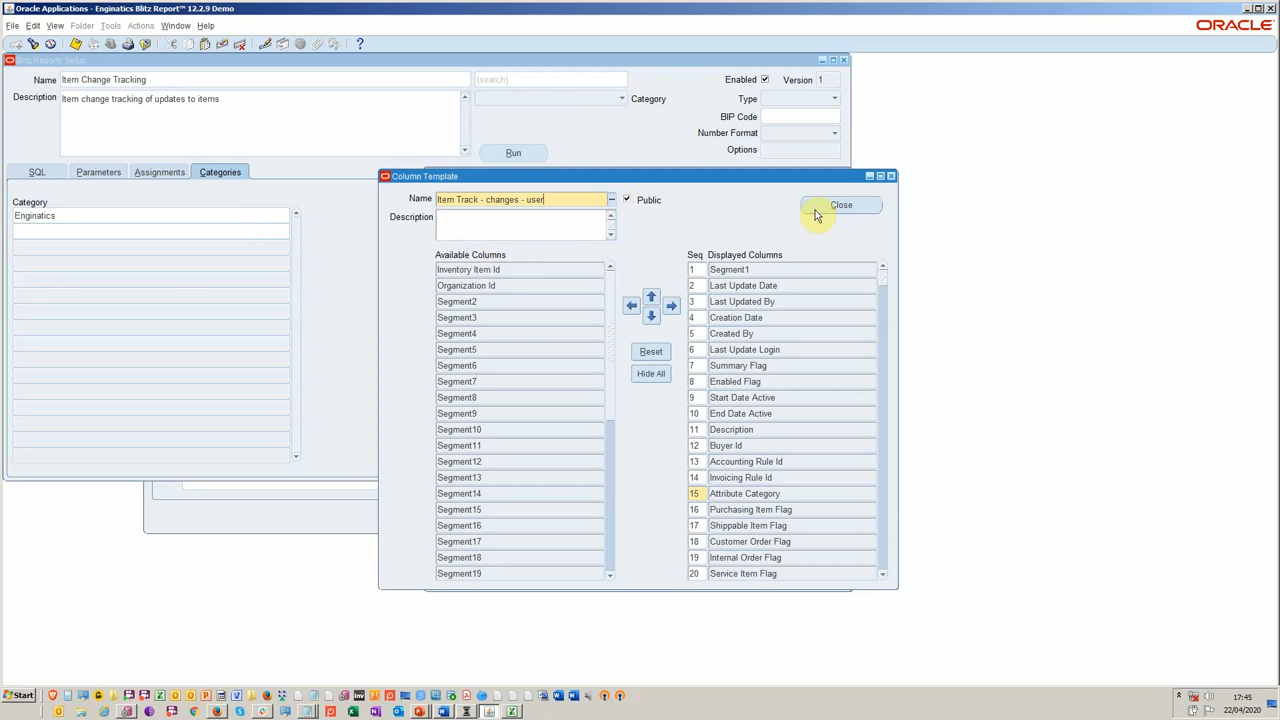 Oracle Applications - Enginatics Blitz Report™ 12.2.9 Demo
File Edit View Folder Tools Actions Window Help
ORACLE
Blitz Reports Setup
Name Item Change Tracking (search) Enabled Version 1
Description Item change tracking of updates to items Category Type
BIP Code
Number Format
Options
Run
SQL Parameters Assignments Categories
Category
Enginatics
Column Template
Name Item Track - changes - user Public Close
Description
Available Columns Seq Displayed Columns
Inventory Item Id 1 Segment1
Organization Id 2 Last Update Date
Segment2 3 Last Updated By
Segment3 4 Creation Date
Segment4 5 Created By
Segment5 6 Last Update Login
Segment6 7 Summary Flag
Segment7 8 Enabled Flag
Segment8 9 Start Date Active
Segment9 10 End Date Active
Segment10 11 Description
Segment11 12 Buyer Id
Segment12 13 Accounting Rule Id
Segment13 14 Invoicing Rule Id
Segment14 15 Attribute Category
Segment15 16 Purchasing Item Flag
Segment16 17 Shippable Item Flag
Segment17 18 Customer Order Flag
Segment18 19 Internal Order Flag
Segment19 20 Service Item Flag
Reset
Hide All
Start
17:45
22/04/2020